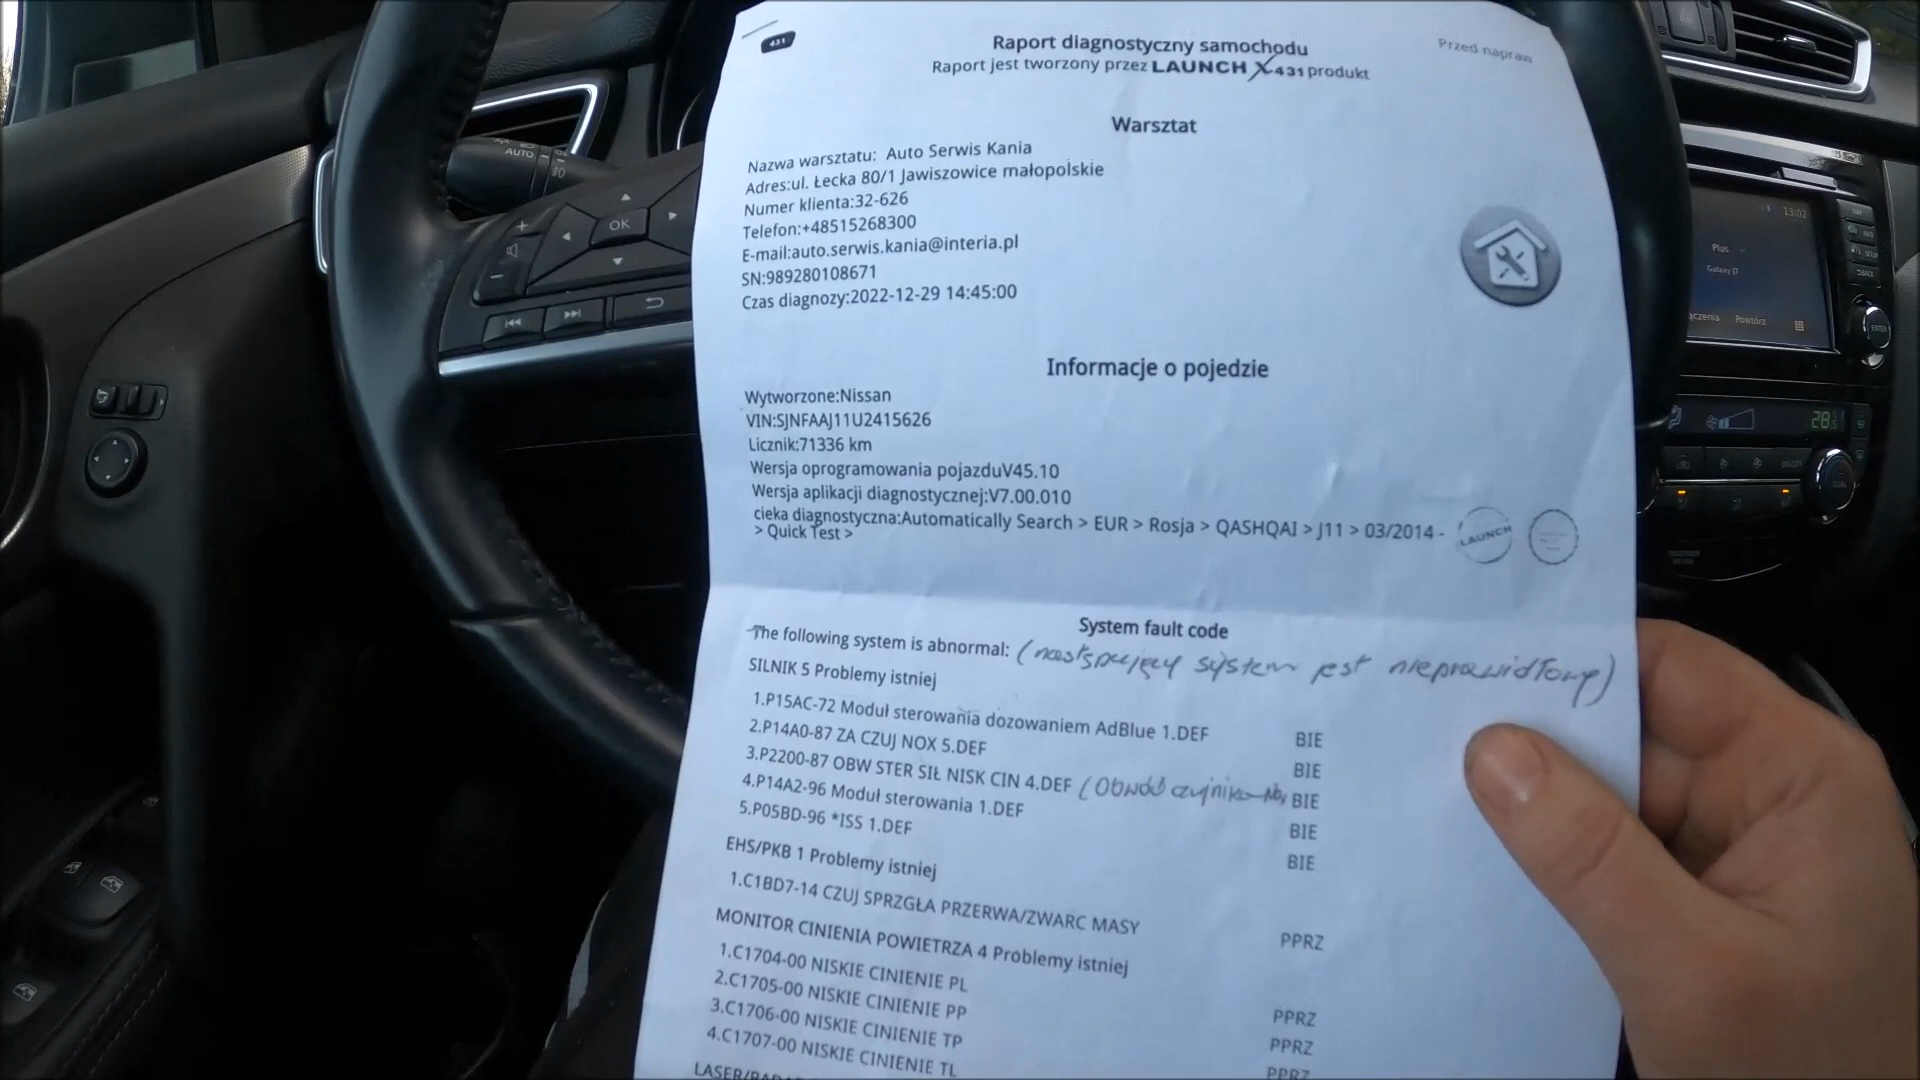 431
Raport diagnostyczny samochodu
Przed napraw
Raport jest tworzony przez LAUNCH X-431 produkt
Warsztat
Nazwa warsztatu: Auto Serwis Kania
Adres:ul. Łecka 80/1 Jawiszowice małopolskie
Numer klienta:32-626
Telefon:+48515268300
E-mail:auto.serwis.kania@interia.pl
SN:989280108671
Czas diagnozy:2022-12-29 14:45:00
Informacje o pojedzie
Wytworzone:Nissan
VIN:SJNFAAJ11U2415626
Licznik:71336 km
Wersja oprogramowania pojazduV45.10
Wersja aplikacji diagnostycznej:V7.00.010
cieka diagnostyczna:Automatically Search > EUR > Rosja > QASHQAI > J11 > 03/2014 -
> Quick Test >
LAUNCH
System fault code
The following system is abnormal: (następujący system jest nieprawidłowy)
SILNIK 5 Problemy istniej
1.P15AC-72 Moduł sterowania dozowaniem AdBlue 1.DEF BIE
2.P14A0-87 ZA CZUJ NOX 5.DEF BIE
3.P2200-87 OBW STER SIŁ NISK CIN 4.DEF (Obwód czujnika BIE
4.P14A2-96 Moduł sterowania 1.DEF BIE
5.P05BD-96 *ISS 1.DEF BIE
EHS/PKB 1 Problemy istniej
1.C1BD7-14 CZUJ SPRZGŁA PRZERWA/ZWARC MASY PPRZ
MONITOR CINIENIA POWIETRZA 4 Problemy istniej
1.C1704-00 NISKIE CINIENIE PL PPRZ
2.C1705-00 NISKIE CINIENIE PP PPRZ
3.C1706-00 NISKIE CINIENIE TP PPRZ
4.C1707-00 NISKIE CINIENIE TL
AUTO
OK
13:02
Plus
Galaxy J7
Powtórz
BACK
ENTER
28